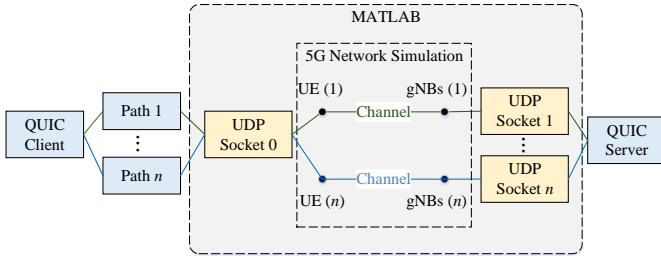 MATLAB
5G Network Simulation
UE (1)
gNBs (1)
Path 1
QUIC
Client
⋮
Path n
UDP
Socket 0
Channel
Channel
UE (n)
gNBs (n)
UDP
Socket 1
⋮
UDP
Socket n
QUIC
Server